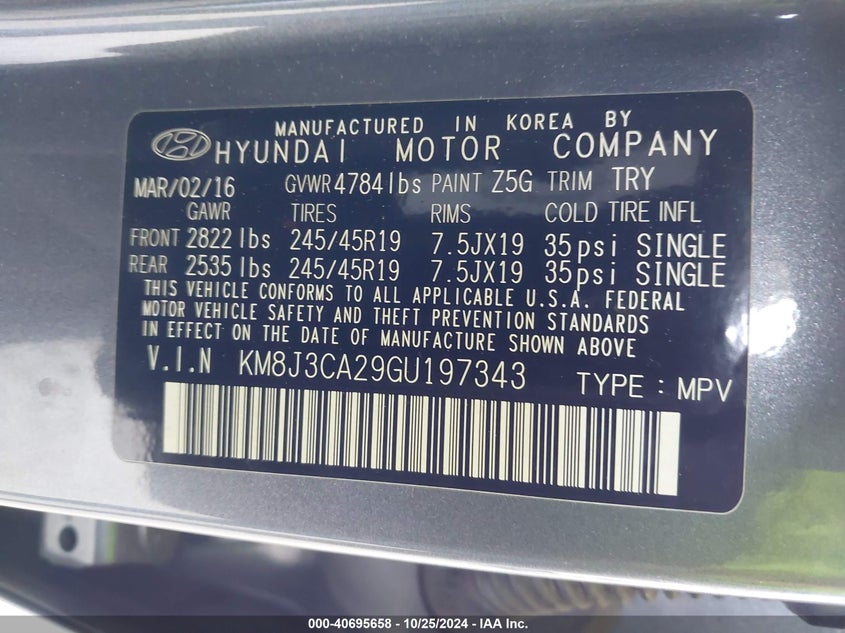 MANUFACTURED IN KOREA BY
HYUNDAI MOTOR COMPANY
MAR/02/16 GVWR 4784lbs PAINT Z5G TRIM TRY
GAWR TIRES RIMS COLD TIRE INFL
FRONT 2822 lbs 245/45R19 7.5JX19 35psi SINGLE
REAR 2535 lbs 245/45R19 7.5JX19 35psi SINGLE
THIS VEHICLE CONFORMS TO ALL APPLICABLE U.S.A. FEDERAL
MOTOR VEHICLE SAFETY AND THEFT PREVENTION STANDARDS
IN EFFECT ON THE DATE OF MANUFACTURE SHOWN ABOVE
V.I.N KM8J3CA29GU197343 TYPE : MPV
000-40695658 - 10/25/2024 - IAA Inc.